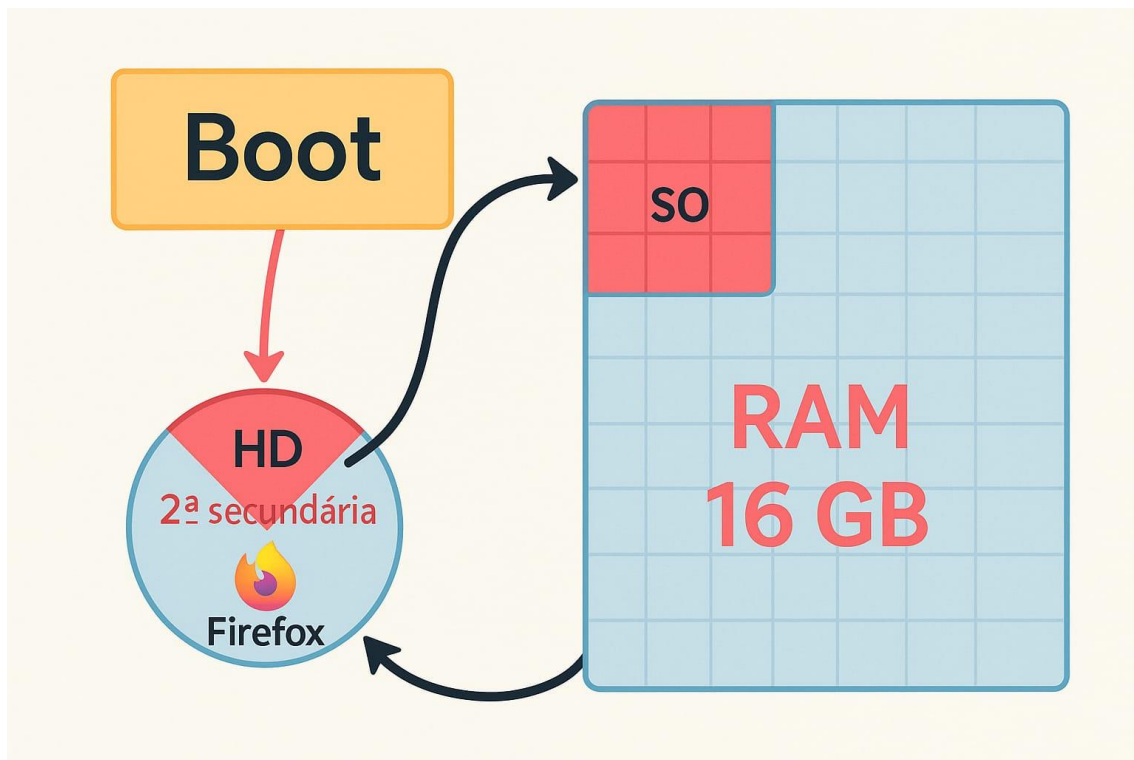 Boot
SO
HD
2ª secundária
Firefox
RAM
16 GB